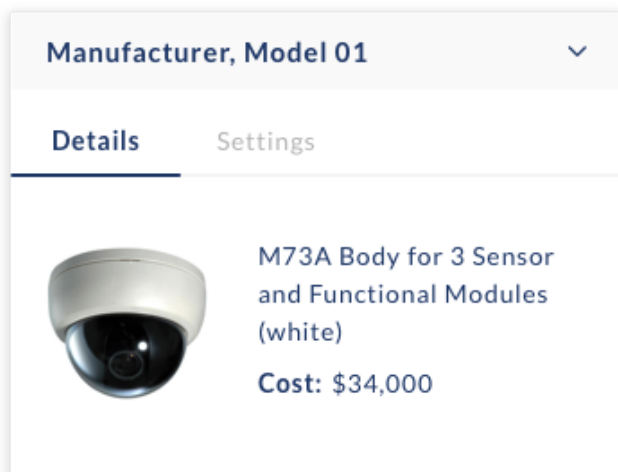 Manufacturer, Model 01
Details
Settings
M73A Body for 3 Sensor
and Functional Modules
(white)
Cost: $34,000